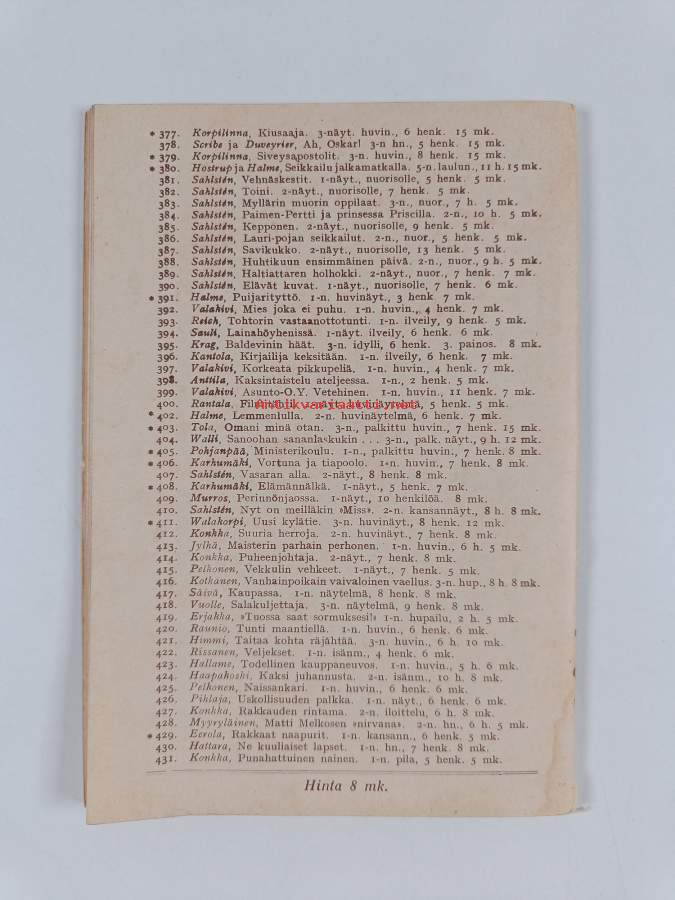 • 377. Korpilinna, Kiusaaja. 3-näyt. huvin., 6 henk. 15 mk.
378. Scribe ja Duveyrier, Ah, Oskar! 3-n hn., 5 henk. 15 mk.
• 379. Korpilinna, Siveysapostolit. 3-n. huvin., 8 henk. 15 mk.
• 380. Hostrup ja Halme, Seikkailu jalkamatkalla. 5-n. laulun., 11 h. 15 mk.
381. Sahlstén, Vehnäskestit. 1-näyt., nuorisolle, 5 henk. 5 mk.
382. Sahlstén, Toini. 2-näyt., nuorisolle, 7 henk. 5 mk.
383. Sahlstén, Myllärin muorin oppilaat. 3-n., nuor., 7 h. 5 mk.
384. Sahlstén, Paimen-Pertti ja prinsessa Priscilla. 2-n., 10 h. 5 mk.
385. Sahlstén, Kepponen. 2-näyt., nuorisolle, 9 henk. 5 mk.
386. Sahlstén, Lauri-pojan seikkailut. 2-n., nuor., 5 henk. 5 mk.
387. Sahlstén, Savikukko. 2-näyt., nuorisolle, 13 henk. 5 mk.
388. Sahlstén, Huhtikuun ensimmäinen päivä. 2-n., nuor., 9 h. 5 mk.
389. Sahlstén, Haltiattaren holhokki. 2-näyt., nuor., 7 henk. 7 mk.
390. Sahlstén, Elävät kuvat. 1-näyt., nuorisolle, 7 henk. 6 mk.
• 391. Halme, Puijarityttö. 1-n. huvinäyt., 3 henk. 7 mk.
392. Valakivi, Mies joka ei puhu. 1-n. huvin., 4 henk. 7 mk.
393. Reich, Tohtorin vastaanottotunti. 1-n. ilveily, 9 henk. 5 mk.
394. Sauli, Lainahöyhenissä. 1-näyt. ilveily, 6 henk. 6 mk.
395. Krag, Baldevinin häät. 3-n. idylli, 6 henk. 3. painos. 8 mk.
396. Kantola, Kirjailija keksitään. 1-n. ilveily, 6 henk. 7 mk.
397. Valakivi, Korkeata pikkupeliä. 1-n. huvin., 4 henk. 7 mk.
398. Anttila, Kaksintaistelu ateljeessa. 1-n., 2 henk. 5 mk.
399. Valakivi, Asunto-O.Y. Vetehinen. 1-n. huvin., 11 henk. 7 mk.
400. Rantala, 2-näyt. huvinäytelmä, 5 henk. 5 mk.
Antikvariaatti.net
• 402. Halme, Lemmenlulla. 2-n. huvinäytelmä, 6 henk. 7 mk.
• 403. Tola, Omani minä otan. 3-n., palkittu huvin., 7 henk. 15 mk.
404. Walli, Sanoohan sananlaskukin . . . 3-n., palk. näyt., 9 h. 12 mk.
• 405. Pohjanpää, Ministerikoulu. 1-n., palkittu huvin., 7 henk. 8 mk.
• 406. Karhumäki, Vortuna ja tiapoolo. 1-n. huvin., 7 henk. 8 mk.
407. Sahlstén, Vasaran alla. 2-näyt., 8 henk. 8 mk.
• 408. Karhumäki, Elämännälkä. 1-näyt., 5 henk. 7 mk.
409. Murros, Perinnönjaossa. 1-näyt., 10 henkilöä. 8 mk.
410. Sahlstén, Nyt on meilläkin »Miss». 2-n. kansannäyt., 8 h. 8 mk.
• 411. Walakorpi, Uusi kylätie. 3-n. huvinäyt., 8 henk. 12 mk.
412. Konkka, Suuria herroja. 2-n. huvinäyt., 7 henk. 8 mk.
413. Jylhä, Maisterin parhain perhonen. 1-n. huvin., 6 h. 5 mk.
414. Konkka, Puheenjohtaja. 2-näyt., 7 henk. 8 mk.
415. Pelkonen, Vekkulin vehkeet. 1-näyt., 7 henk. 5 mk.
416. Kotkanen, Vanhainpoikain vaivaloinen vaellus. 3-n. hup., 8 h. 8 mk.
417. Säivä, Kaupassa. 1-n. näytelmä, 8 henk. 8 mk.
418. Vuolle, Salakuljettaja. 3-n. näytelmä, 9 henk. 8 mk.
419. Erjakka, »Tuossa saat sormuksesi!» 1-n. hupailu, 2 h. 5 mk.
420. Raunio, Tunti maantiellä. 1-n. huvin., 6 henk. 6 mk.
421. Himmi, Taitaa kohta räjähtää. 3-n. huvin., 6 h. 10 mk.
422. Rissanen, Veljekset. 1-n. isänm., 4 henk. 6 mk.
423. Hallama, Todellinen kauppaneuvos. 1-n. huvin., 5 h. 6 mk.
424. Haapakoski, Kaksi juhannusta. 2-n. isänm., 10 h. 8 mk.
425. Pelkonen, Naissankari. 1-n. huvin., 6 henk. 6 mk.
426. Pihlaja, Uskollisuuden palkka. 1-n. näyt., 6 henk. 6 mk.
427. Konkka, Rakkauden rintama. 2-n. iloittelu, 6 h. 8 mk.
428. Myyryläinen, Matti Melkosen »nirvana». 2-n. hn., 6 h. 5 mk.
• 429. Eerola, Rakkaat naapurit. 1-n. kansann., 6 henk. 5 mk.
430. Hattara, Ne kuuliaiset lapset. 1-n. hn., 7 henk. 8 mk.
431. Konkka, Punahattuinen nainen. 1-n. pila, 5 henk. 5 mk.
Hinta 8 mk.